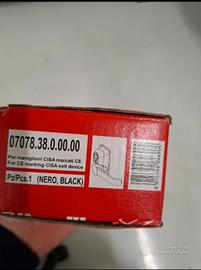 07078.38.0.00.00
Per maniglioni CISA marcati CE
For CE marking CISA exit device
Pz/Pcs.1 (NERO, BLACK)
subito